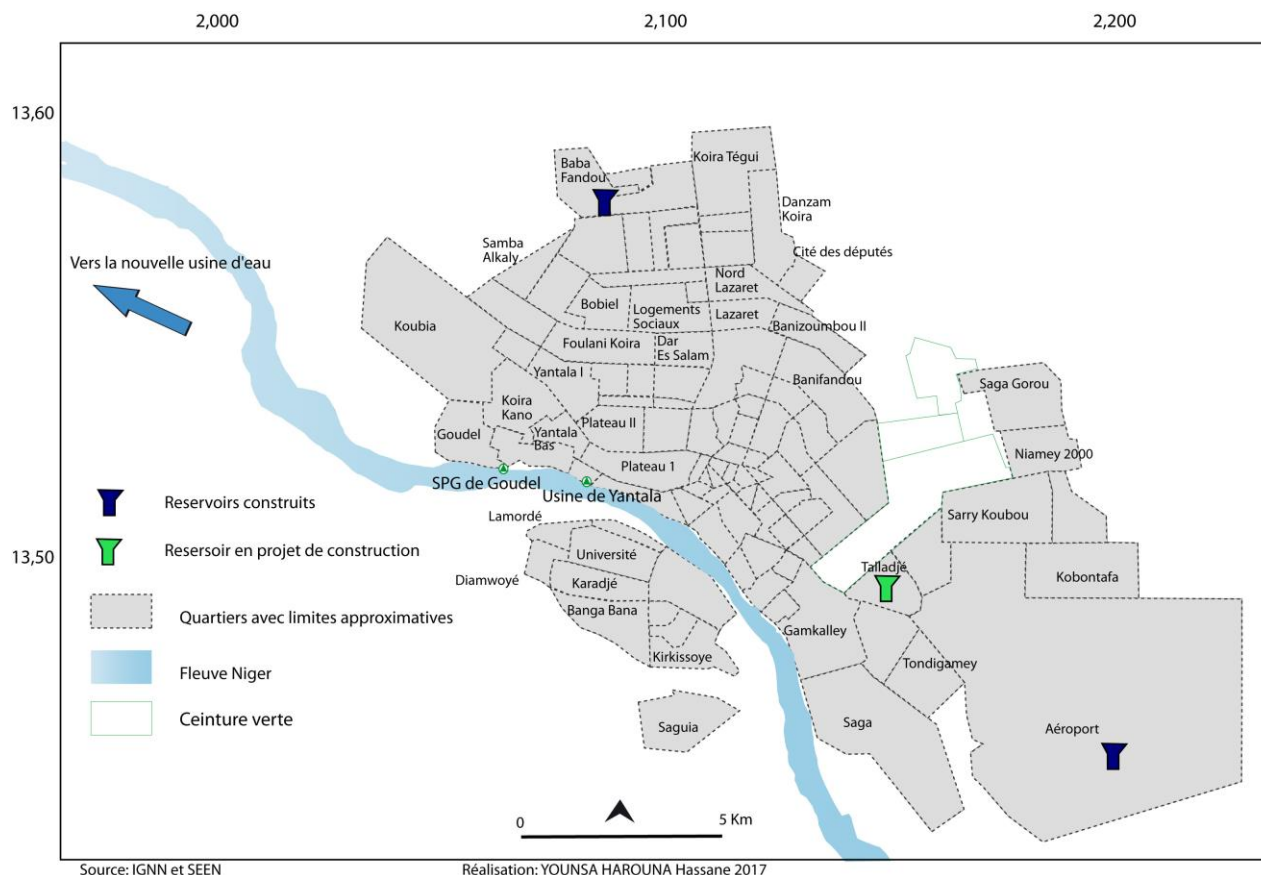 2,000
2,100
2,200
13,60
13,50
Baba
Fandou
Koira Tégui
Danzam
Koira
Samba
Alkaly
Cité des députés
Vers la nouvelle usine d'eau
Nord
Lazaret
Bobiel
Logements
Sociaux
Lazaret
Koubia
Banizoumbou II
Foulani Koira
Dar
Es Salam
Yantala I
Banifandou
Saga Gorou
Koira
Kano
Goudel
Yantala
Bas
Plateau II
Niamey 2000
Plateau 1
SPG de Goudel
Usine de Yantala
Reservoirs construits
Lamordé
Sarry Koubou
Resersoir en projet de construction
Université
Talladjé
Diamwoyé
Karadjé
Kobontafa
Banga Bana
Quartiers avec limites approximatives
Gamkalley
Kirkissoye
Tondigamey
Fleuve Niger
Ceinture verte
Saguia
Saga
Aéroport
0
5 Km
Source: IGNN et SEEN
Réalisation: YOUNSA HAROUNA Hassane 2017